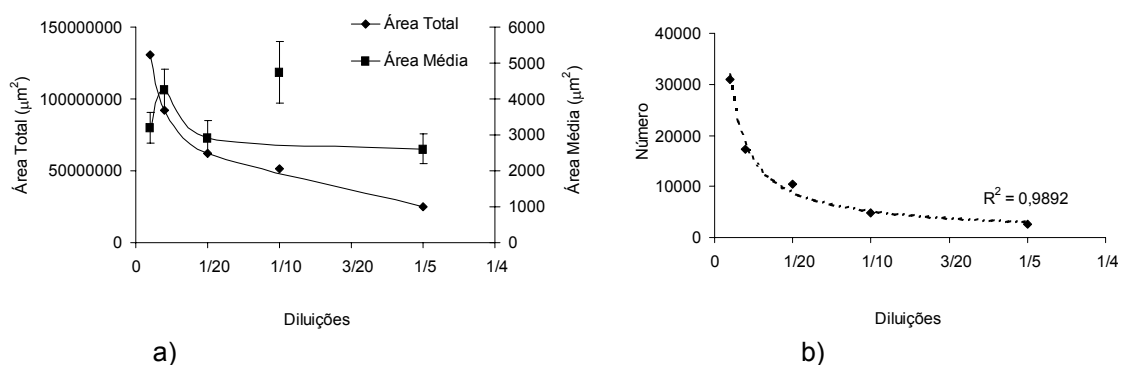 Área Total
Área Média
Área Total (µm²)
150000000
100000000
50000000
0
6000
5000
4000
3000
2000
1000
0
Área Média (µm²)
0 1/20 1/10 3/20 1/5 1/4
Diluições
a)
Número
40000
30000
20000
10000
0
R² = 0,9892
0 1/20 1/10 3/20 1/5 1/4
Diluições
b)